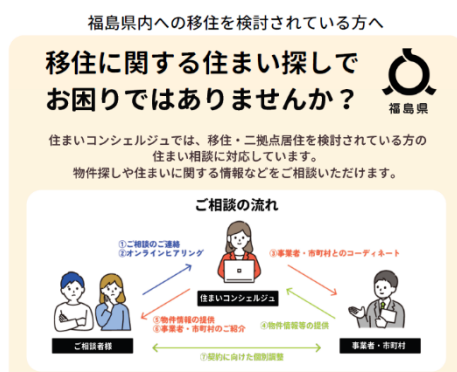 福島県内への移住を検討されている方へ
移住に関する住まい探しで
お困りではありませんか？
福島県
住まいコンシェルジュでは、移住・二拠点居住を検討されている方の
住まい相談に対応しています。
物件探しや住まいに関する情報などをご相談いただけます。
ご相談の流れ
①ご相談のご連絡
②オンラインヒアリング
③事業者・市町村とのコーディネート
住まいコンシェルジュ
⑤物件情報の提供
⑥事業者・市町村のご紹介
④物件情報等の提供
ご相談者様
事業者・市町村
⑦契約に向けた個別調整